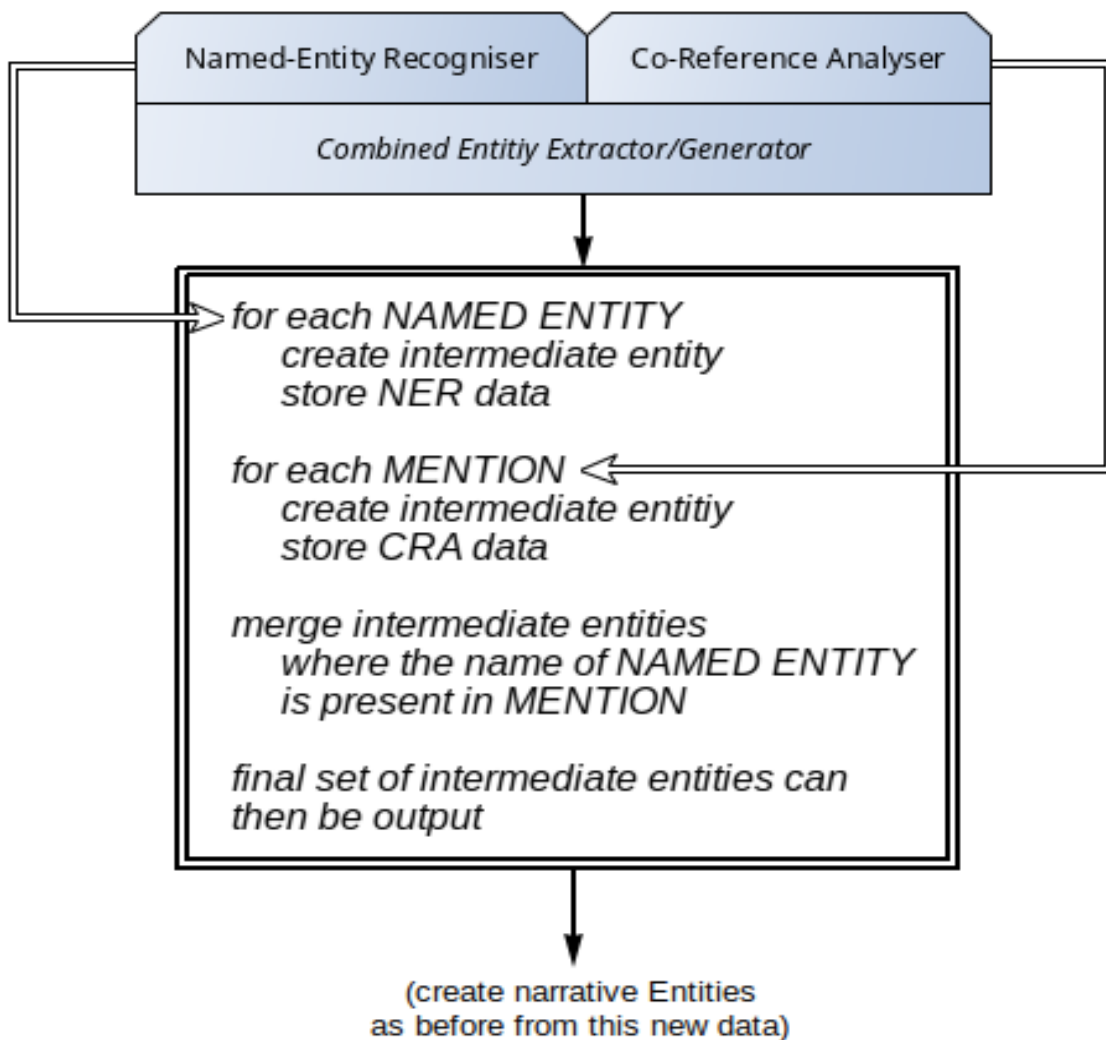 Named-Entity Recogniser
Co-Reference Analyser
Combined Entitiy Extractor/Generator
for each NAMED ENTITY
create intermediate entity
store NER data
for each MENTION
create intermediate entitiy
store CRA data
merge intermediate entities
where the name of NAMED ENTITY
is present in MENTION
final set of intermediate entities can
then be output
(create narrative Entities
as before from this new data)